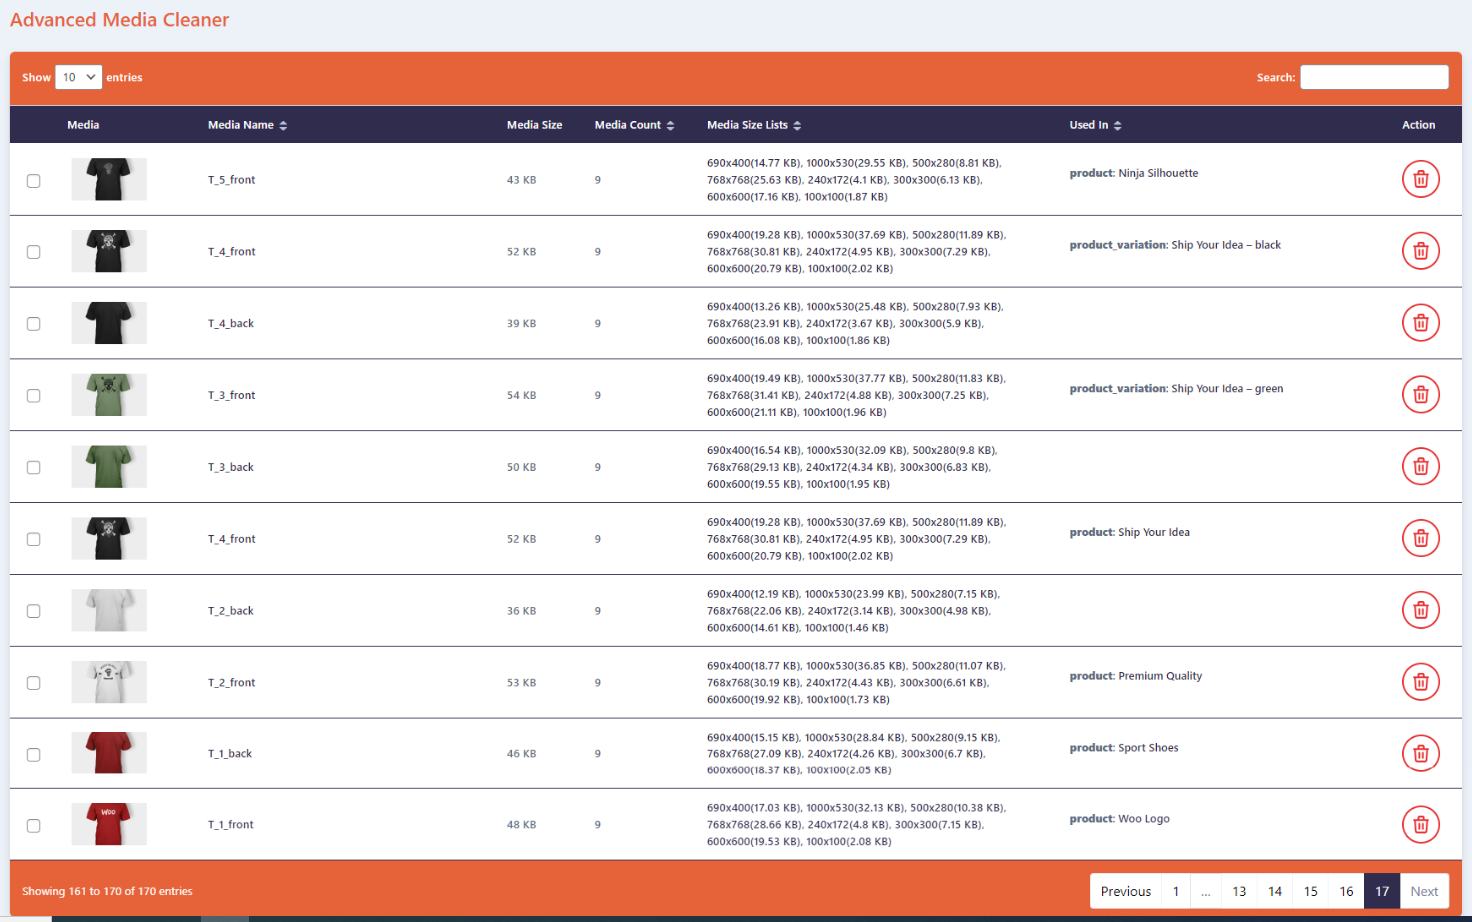 Advanced Media Cleaner
Show 10 entries Search:
Media Media Name Media Size Media Count Media Size Lists Used In Action
T_5_front 43 KB 9 690x400(14.77 KB), 1000x530(29.55 KB), 500x280(8.81 KB),
768x768(25.63 KB), 240x172(4.1 KB), 300x300(6.13 KB),
600x600(17.16 KB), 100x100(1.87 KB)
product: Ninja Silhouette
T_4_front 52 KB 9 690x400(19.28 KB), 1000x530(37.69 KB), 500x280(11.89 KB),
768x768(30.81 KB), 240x172(4.95 KB), 300x300(7.29 KB),
600x600(20.79 KB), 100x100(2.02 KB)
product_variation: Ship Your Idea – black
T_4_back 39 KB 9 690x400(13.26 KB), 1000x530(25.48 KB), 500x280(7.93 KB),
768x768(23.91 KB), 240x172(3.67 KB), 300x300(5.9 KB),
600x600(16.08 KB), 100x100(1.86 KB)
T_3_front 54 KB 9 690x400(19.49 KB), 1000x530(37.77 KB), 500x280(11.83 KB),
768x768(31.41 KB), 240x172(4.88 KB), 300x300(7.25 KB),
600x600(21.11 KB), 100x100(1.96 KB)
product_variation: Ship Your Idea – green
T_3_back 50 KB 9 690x400(16.54 KB), 1000x530(32.09 KB), 500x280(9.8 KB),
768x768(29.13 KB), 240x172(4.34 KB), 300x300(6.83 KB),
600x600(19.55 KB), 100x100(1.95 KB)
T_4_front 52 KB 9 690x400(19.28 KB), 1000x530(37.69 KB), 500x280(11.89 KB),
768x768(30.81 KB), 240x172(4.95 KB), 300x300(7.29 KB),
600x600(20.79 KB), 100x100(2.02 KB)
product: Ship Your Idea
T_2_back 36 KB 9 690x400(12.19 KB), 1000x530(23.99 KB), 500x280(7.15 KB),
768x768(22.06 KB), 240x172(3.14 KB), 300x300(4.98 KB),
600x600(14.61 KB), 100x100(1.46 KB)
T_2_front 53 KB 9 690x400(18.77 KB), 1000x530(36.85 KB), 500x280(11.07 KB),
768x768(30.19 KB), 240x172(4.43 KB), 300x300(6.61 KB),
600x600(19.92 KB), 100x100(1.73 KB)
product: Premium Quality
T_1_back 46 KB 9 690x400(15.15 KB), 1000x530(28.84 KB), 500x280(9.15 KB),
768x768(27.09 KB), 240x172(4.26 KB), 300x300(6.7 KB),
600x600(18.37 KB), 100x100(2.05 KB)
product: Sport Shoes
Woo
T_1_front 48 KB 9 690x400(17.03 KB), 1000x530(32.13 KB), 500x280(10.38 KB),
768x768(28.66 KB), 240x172(4.8 KB), 300x300(7.15 KB),
600x600(19.53 KB), 100x100(2.08 KB)
product: Woo Logo
Showing 161 to 170 of 170 entries Previous 1 ... 13 14 15 16 17 Next